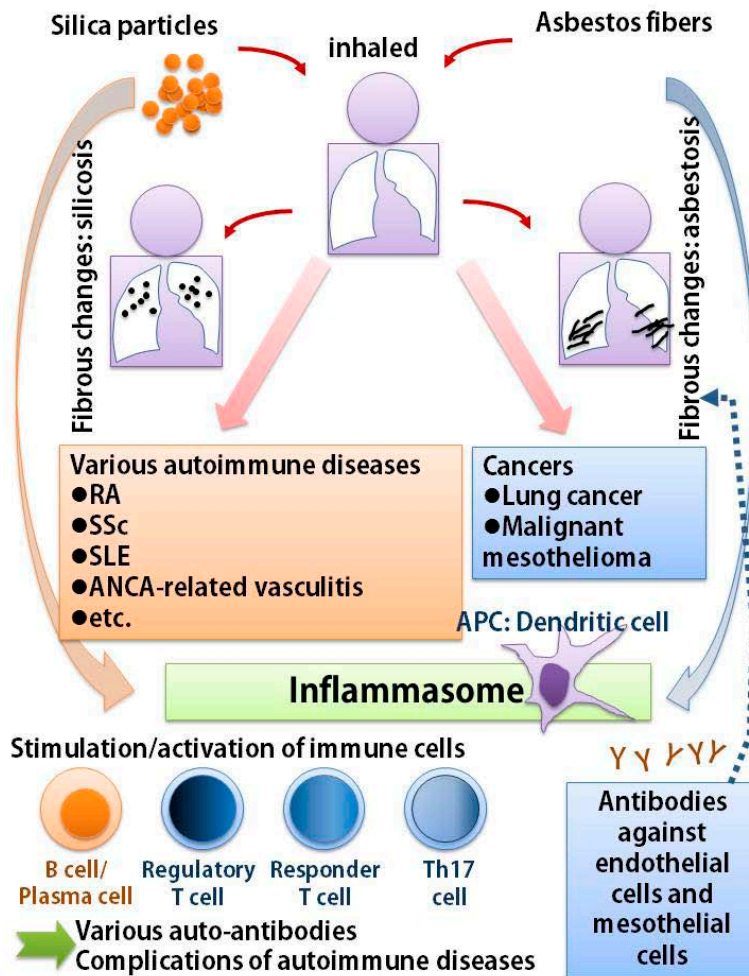 Silica particles
inhaled
Asbestos fibers
Fibrous changes: silicosis
Fibrous changes: asbestosis
Various autoimmune diseases
●RA
●SSc
●SLE
●ANCA-related vasculitis
●etc.
Cancers
●Lung cancer
●Malignant
mesothelioma
APC: Dendritic cell
Inflammasome
Stimulation/activation of immune cells
B cell/
Plasma cell
Regulatory
T cell
Responder
T cell
Th17
cell
Various auto-antibodies
Complications of autoimmune diseases
Antibodies
against
endothelial
cells and
mesothelial
cells